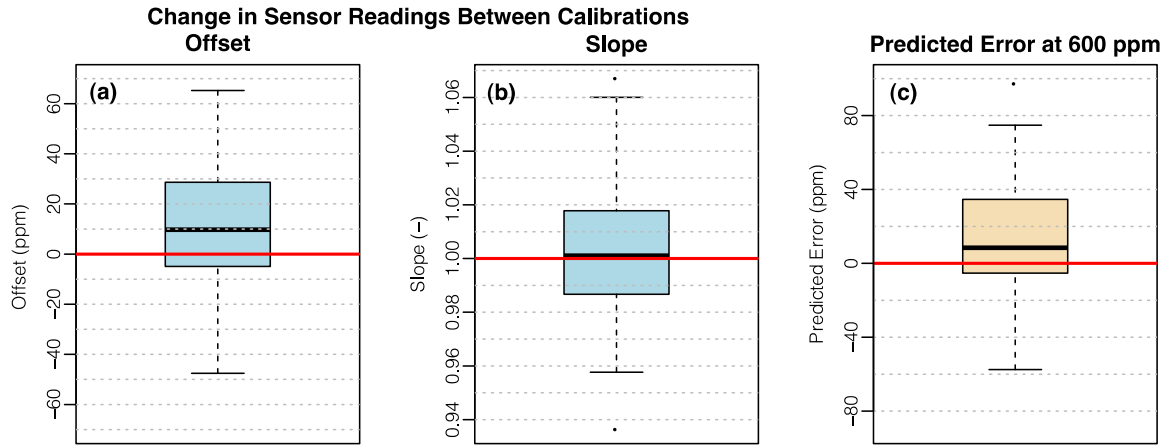 Change in Sensor Readings Between Calibrations
Offset
Slope
Predicted Error at 600 ppm
(a)
(b)
(c)
Offset (ppm)
60
40
20
0
−20
−40
−60
Slope (−)
1.06
1.04
1.02
1.00
0.98
0.96
0.94
Predicted Error (ppm)
80
40
0
−40
−80